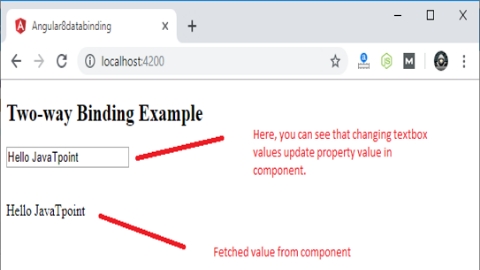 Angular8databinding
localhost:4200
Two-way Binding Example
Hello JavaTpoint
Here, you can see that changing textbox
values update property value in
component.
Hello JavaTpoint
Fetched value from component